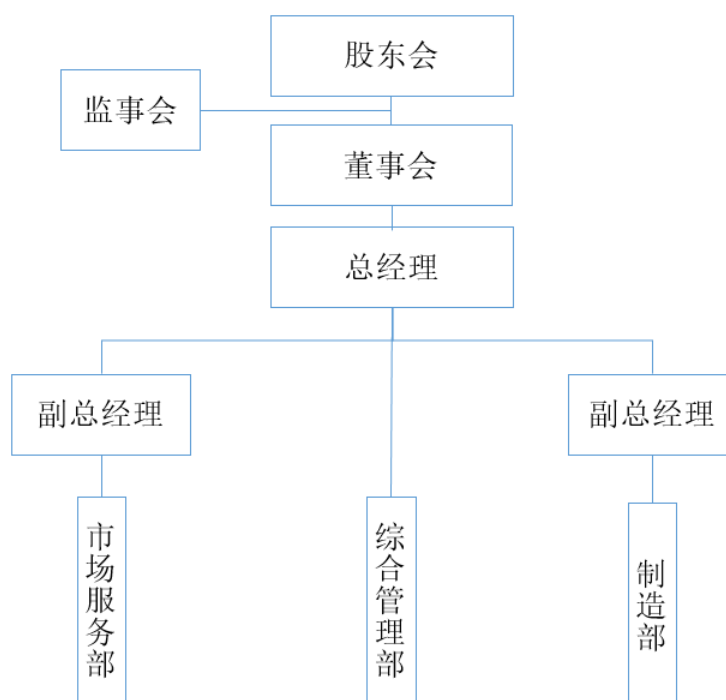 股东会
监事会
董事会
总经理
副总经理
副总经理
市场服务部
综合管理部
制造部